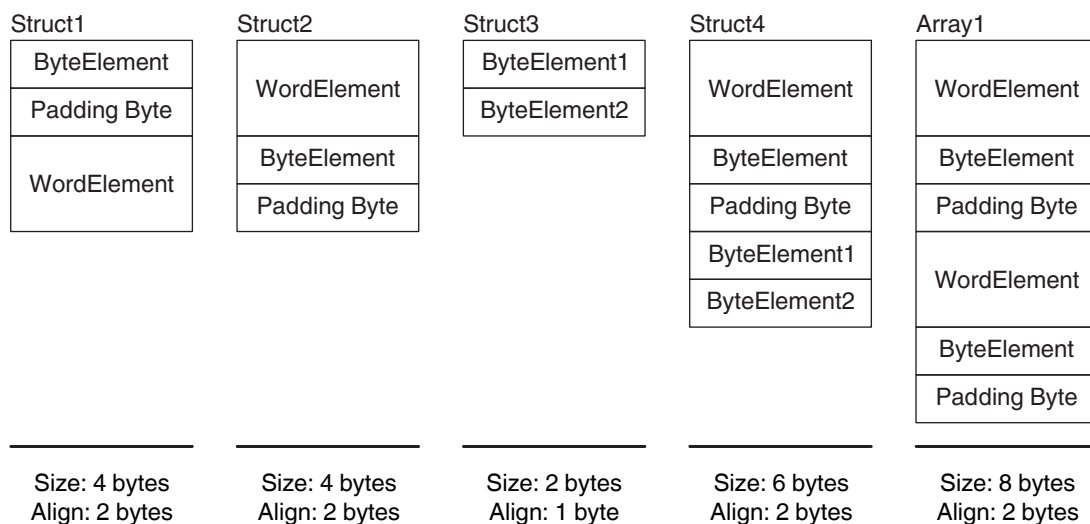 Struct1
ByteElement
Padding Byte
WordElement
Size: 4 bytes
Align: 2 bytes
Struct2
WordElement
ByteElement
Padding Byte
Size: 4 bytes
Align: 2 bytes
Struct3
ByteElement1
ByteElement2
Size: 2 bytes
Align: 1 byte
Struct4
WordElement
ByteElement
Padding Byte
ByteElement1
ByteElement2
Size: 6 bytes
Align: 2 bytes
Array1
WordElement
ByteElement
Padding Byte
WordElement
ByteElement
Padding Byte
Size: 8 bytes
Align: 2 bytes